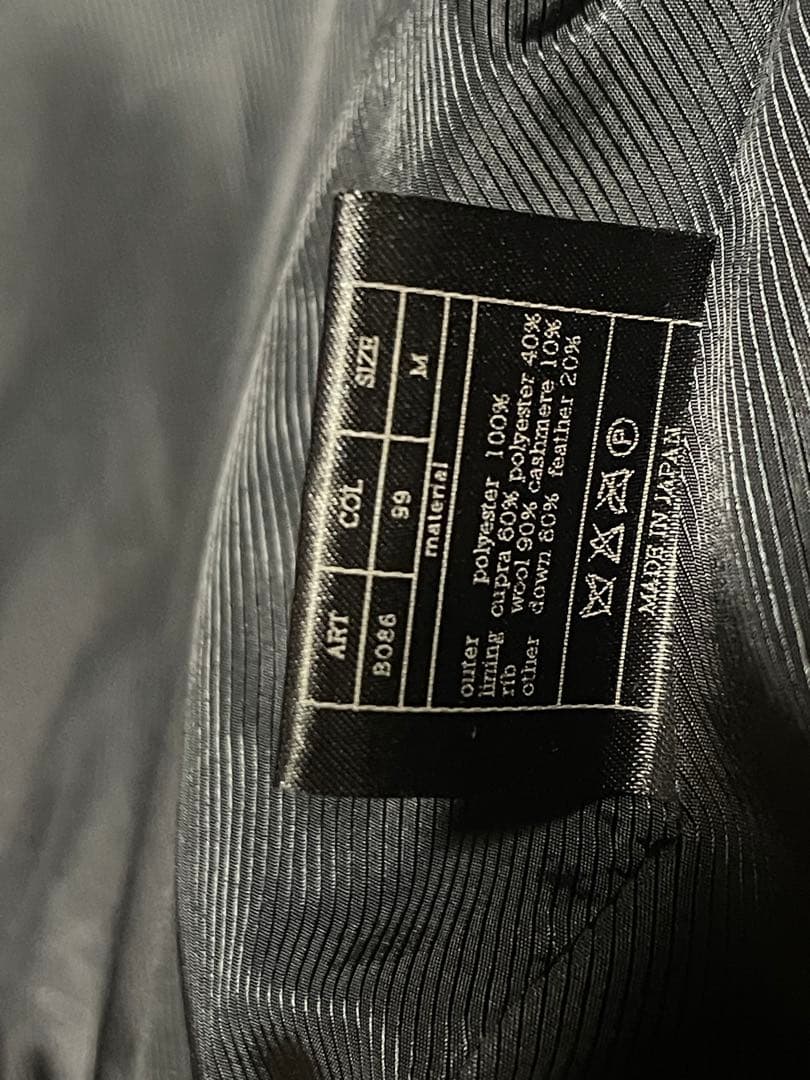 ART COL SIZE
B086 99 M
material
outer polyester 100%
lining cupra 60% polyester 40%
rib wool 90% cashmere 10%
other down 80% feather 20%
P
MADE IN JAPAN